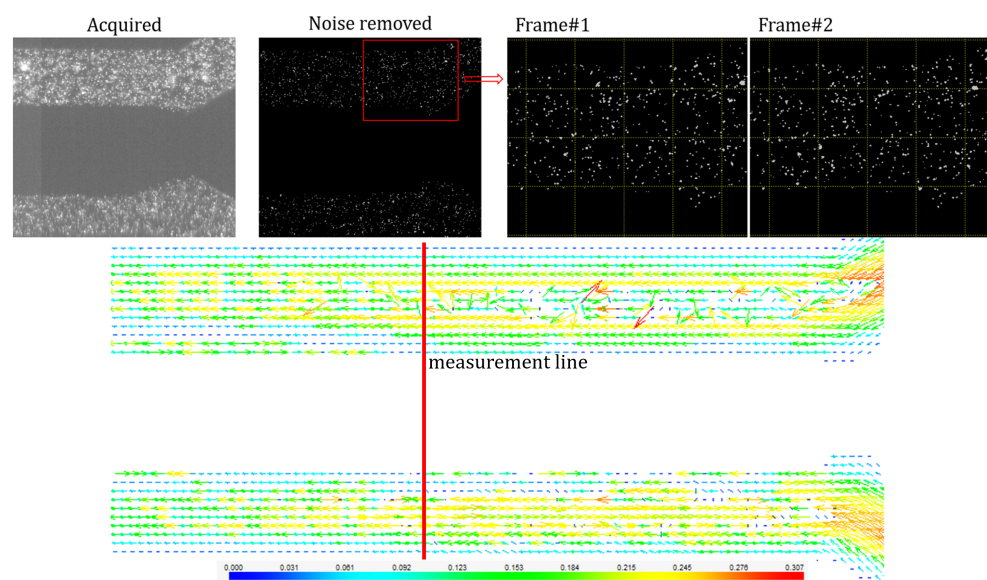 Acquired
Noise removed
Frame#1
Frame#2
measurement line
0.000 0.031 0.061 0.092 0.123 0.153 0.184 0.215 0.245 0.276 0.307